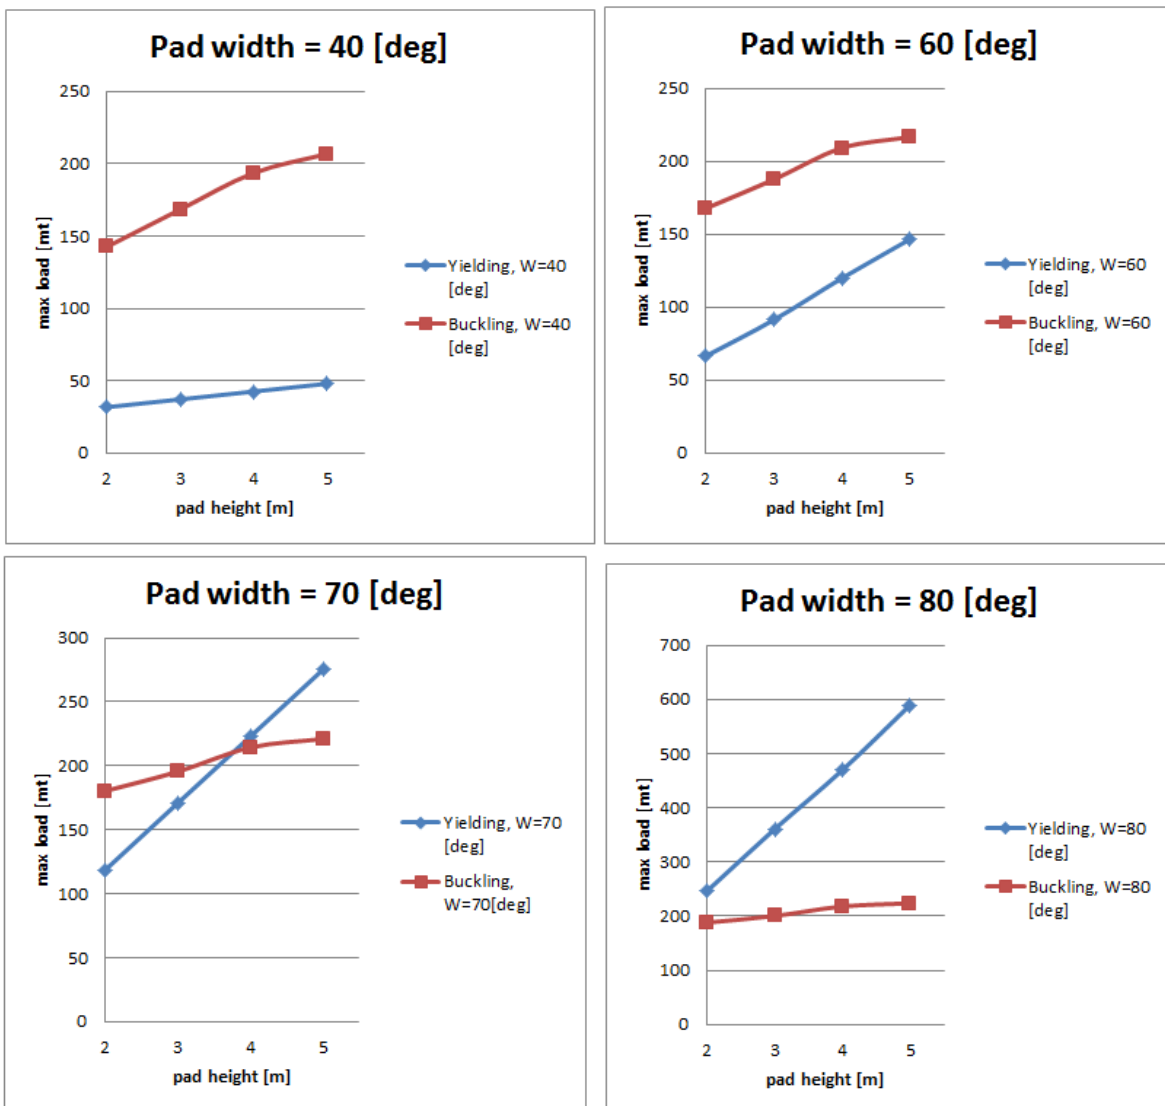 Pad width = 40 [deg]
250
200
150
100
50
0
max load [mt]
2 3 4 5
pad height [m]
Yielding, W=40
[deg]
Buckling, W=40
[deg]
Pad width = 60 [deg]
250
200
150
100
50
0
max load [mt]
2 3 4 5
pad height [m]
Yielding, W=60
[deg]
Buckling, W=60
[deg]
Pad width = 70 [deg]
300
250
200
150
100
50
0
max load [mt]
2 3 4 5
pad height [m]
Yielding, W=70
[deg]
Buckling,
W=70[deg]
Pad width = 80 [deg]
700
600
500
400
300
200
100
0
max load [mt]
2 3 4 5
pad height [m]
Yielding, W=80
[deg]
Buckling, W=80
[deg]